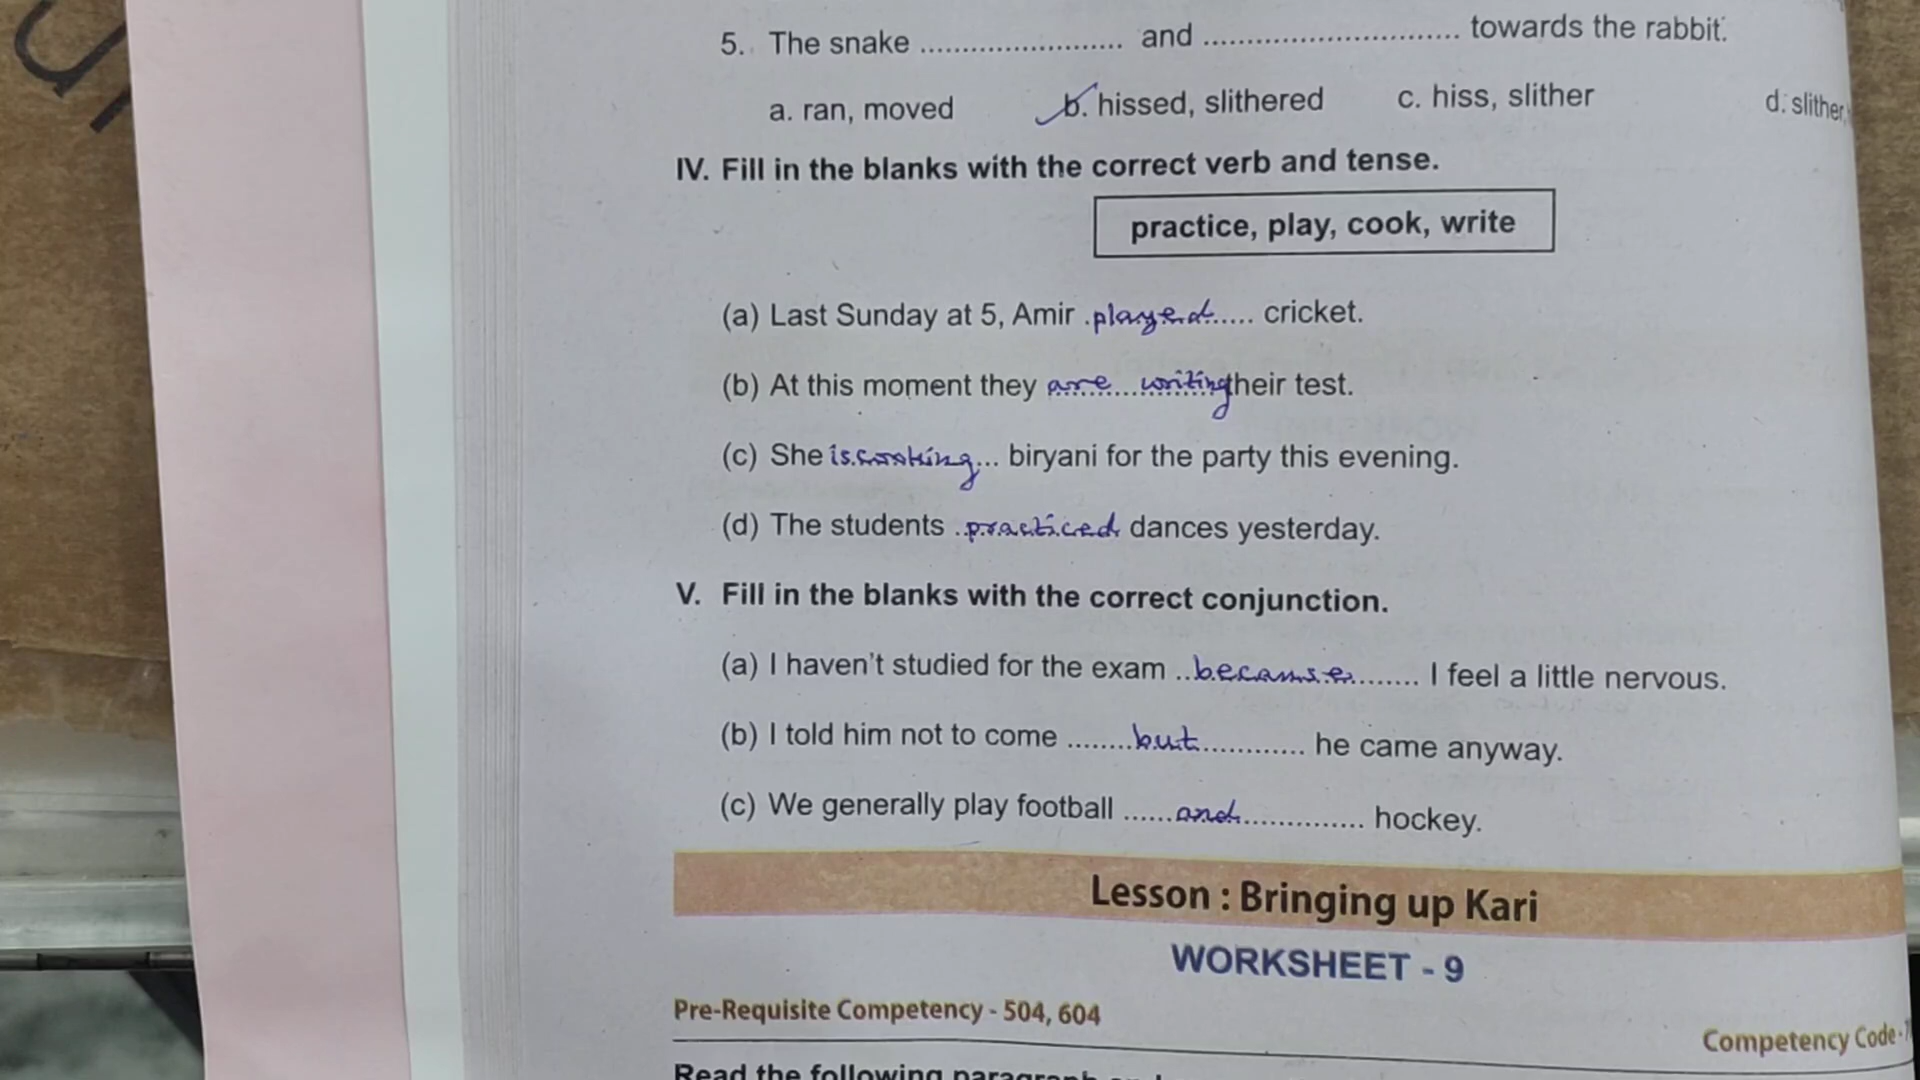 5. The snake ........................ and .............................. towards the rabbit.
a. ran, moved b. hissed, slithered c. hiss, slither d. slither,
IV. Fill in the blanks with the correct verb and tense.
practice, play, cook, write
(a) Last Sunday at 5, Amir played..... cricket.
(b) At this moment they are writing their test.
(c) She is cooking... biryani for the party this evening.
(d) The students practiced dances yesterday.
V. Fill in the blanks with the correct conjunction.
(a) I haven't studied for the exam ..because........ I feel a little nervous.
(b) I told him not to come ........but............. he came anyway.
(c) We generally play football ......and............... hockey.
Lesson : Bringing up Kari
WORKSHEET - 9
Pre-Requisite Competency - 504, 604
Competency Code -
Read the following paragraph